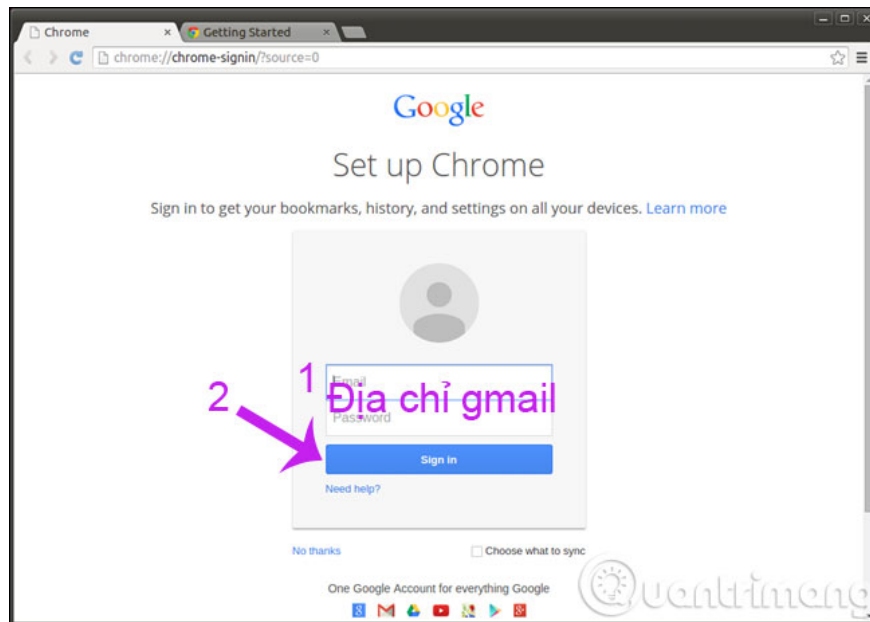 Chrome
Getting Started
chrome://chrome-signin/?source=0
Google
Set up Chrome
Sign in to get your bookmarks, history, and settings on all your devices. Learn more
1
Email
Địa chỉ gmail
2
Password
Sign in
Need help?
No thanks
Choose what to sync
One Google Account for everything Google
Quantrimang